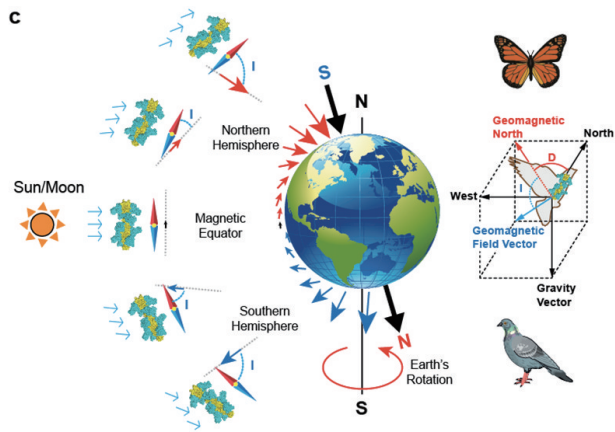 c
I
S
N
Northern
Hemisphere
I
Sun/Moon
Magnetic
Equator
I
Southern
Hemisphere
I
N
Earth's
Rotation
S
Geomagnetic
North
North
D
I
West
Geomagnetic
Field Vector
Gravity
Vector